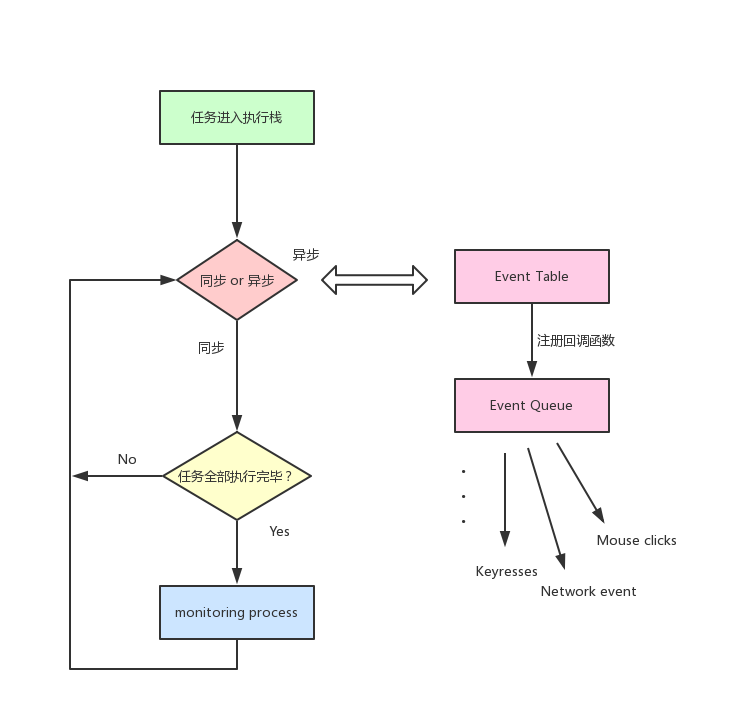 任务进入执行栈
异步
同步 or 异步
Event Table
注册回调函数
同步
Event Queue
No
任务全部执行完毕？
Yes
Mouse clicks
Keyresses
Network event
monitoring process